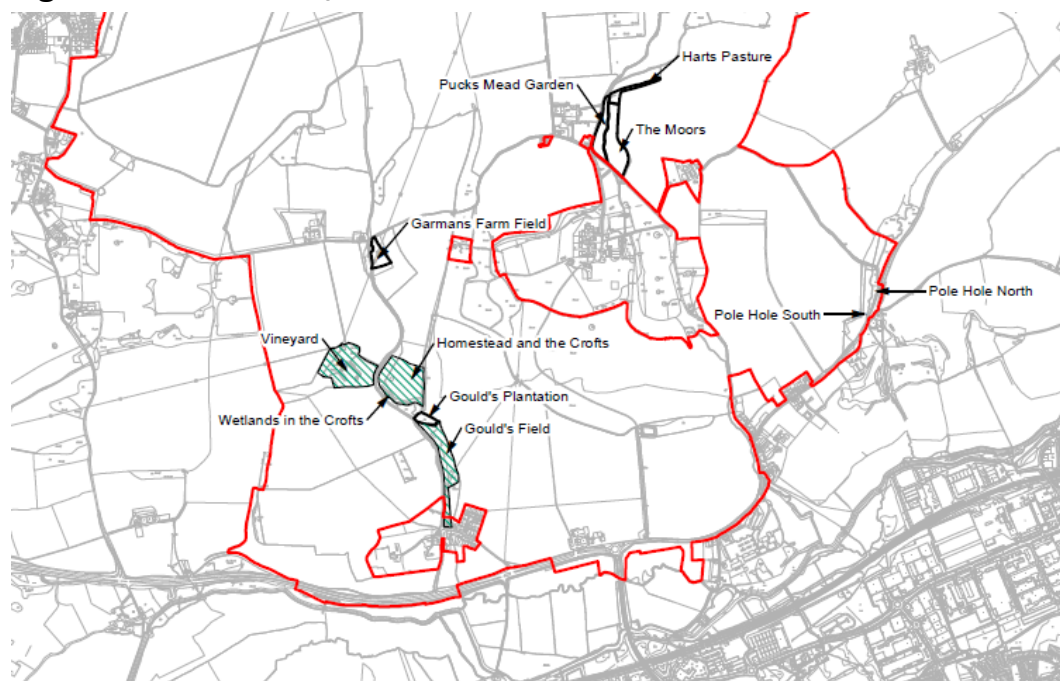 Harts Pasture
Pucks Mead Garden
The Moors
Garmans Farm Field
Pole Hole North
Pole Hole South
Vineyard
Homestead and the Crofts
Gould's Plantation
Wetlands in the Crofts
Gould's Field